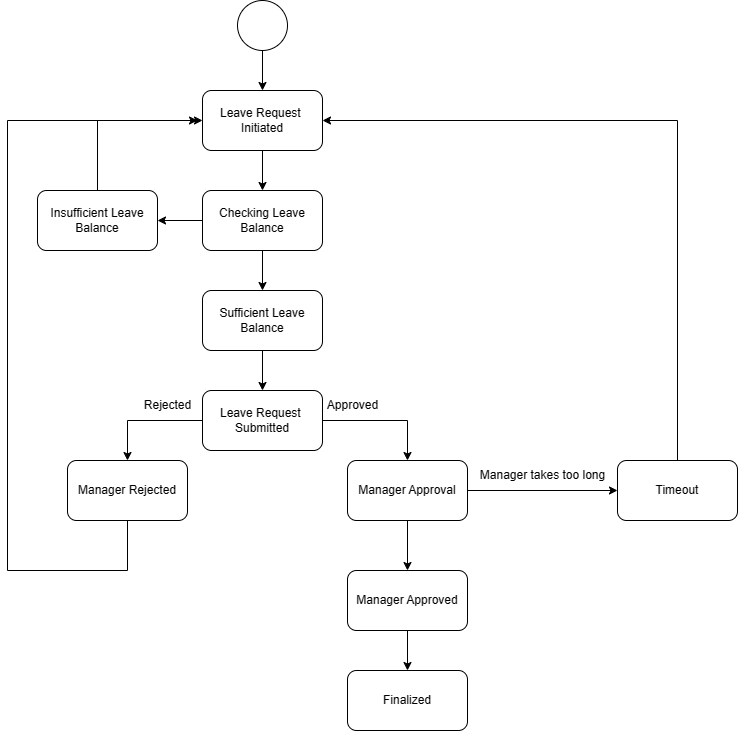 Leave Request
Initiated
Insufficient Leave
Balance
Checking Leave
Balance
Sufficient Leave
Balance
Rejected
Leave Request
Submitted
Approved
Manager Rejected
Manager Approval
Manager takes too long
Timeout
Manager Approved
Finalized